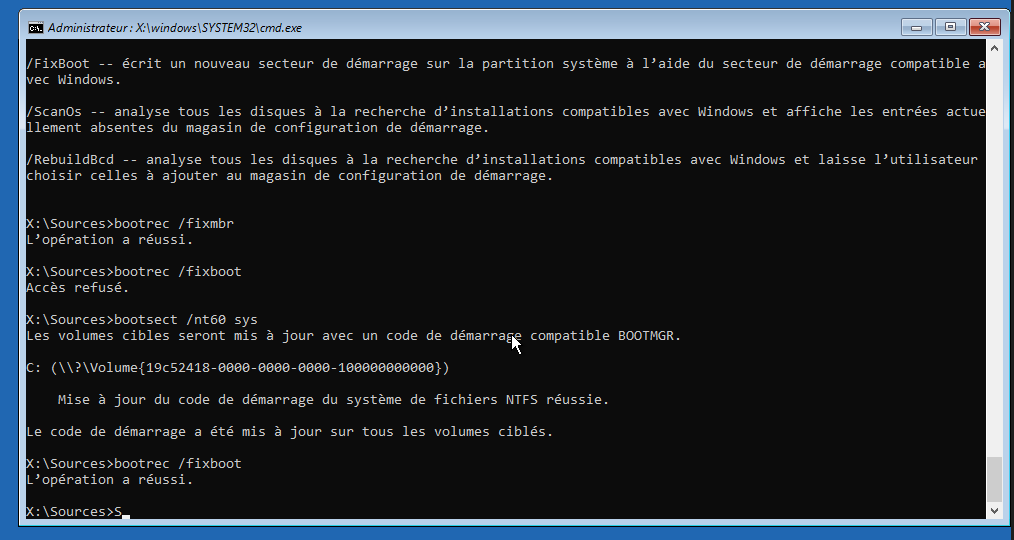 Administrateur : X:\windows\SYSTEM32\cmd.exe
/FixBoot -- écrit un nouveau secteur de démarrage sur la partition système à l’aide du secteur de démarrage compatible a
vec Windows.
/ScanOs -- analyse tous les disques à la recherche d’installations compatibles avec Windows et affiche les entrées actue
llement absentes du magasin de configuration de démarrage.
/RebuildBcd -- analyse tous les disques à la recherche d’installations compatibles avec Windows et laisse l’utilisateur
choisir celles à ajouter au magasin de configuration de démarrage.
X:\Sources>bootrec /fixmbr
L’opération a réussi.
X:\Sources>bootrec /fixboot
Accès refusé.
X:\Sources>bootsect /nt60 sys
Les volumes cibles seront mis à jour avec un code de démarrage compatible BOOTMGR.
C: (\\?\Volume{19c52418-0000-0000-0000-100000000000})
Mise à jour du code de démarrage du système de fichiers NTFS réussie.
Le code de démarrage a été mis à jour sur tous les volumes ciblés.
X:\Sources>bootrec /fixboot
L’opération a réussi.
X:\Sources>S